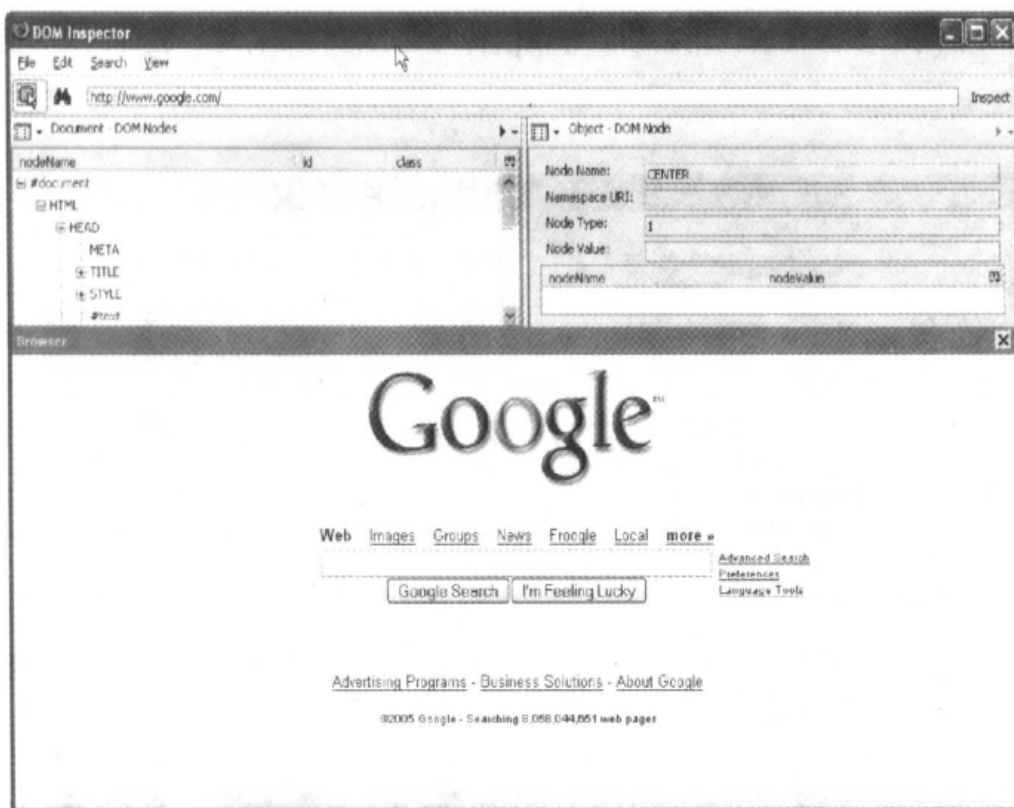 DOM Inspector
File Edit Search View
http://www.google.com/ Inspect
Document - DOM Nodes
nodeName id class
#document
HTML
HEAD
META
TITLE
STYLE
#text
Object - DOM Node
Node Name: CENTER
Namespace URI:
Node Type: 1
Node Value:
nodeName nodeValue
Browser
Google™
Web Images Groups News Froogle Local more »
Advanced Search
Preferences
Language Tools
Google Search I'm Feeling Lucky
Advertising Programs - Business Solutions - About Google
©2005 Google - Searching 8,058,044,651 web pages